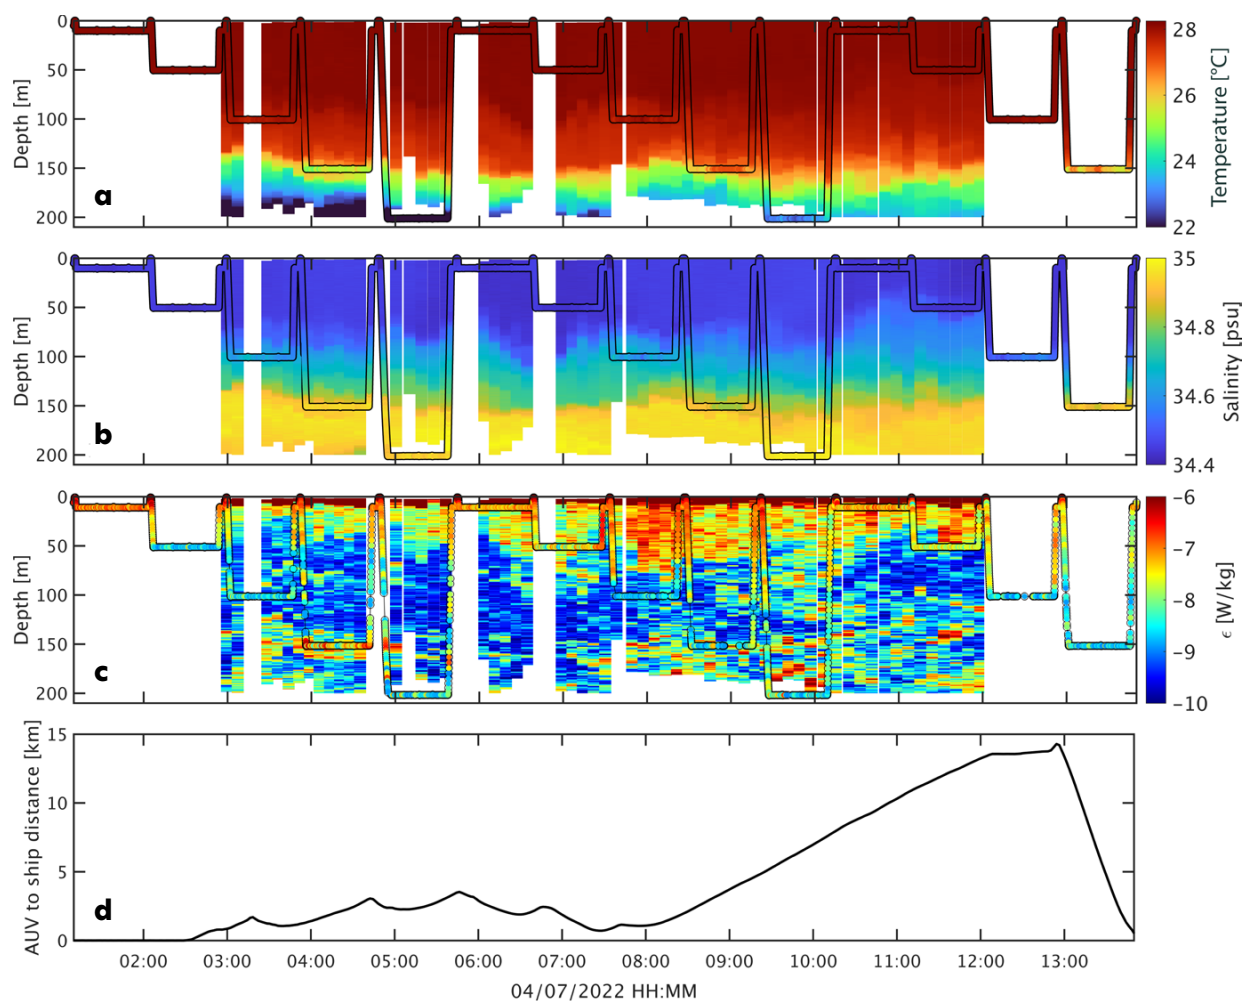 0
50
100
150
200
Depth [m]
a
28
26
24
22
Temperature [°C]
0
50
100
150
200
Depth [m]
b
35
34.8
34.6
34.4
Salinity [psu]
0
50
100
150
200
Depth [m]
c
−6
−7
−8
−9
−10
ϵ [W/kg]
15
10
5
0
AUV to ship distance [km]
d
02:00 03:00 04:00 05:00 06:00 07:00 08:00 09:00 10:00 11:00 12:00 13:00
04/07/2022 HH:MM